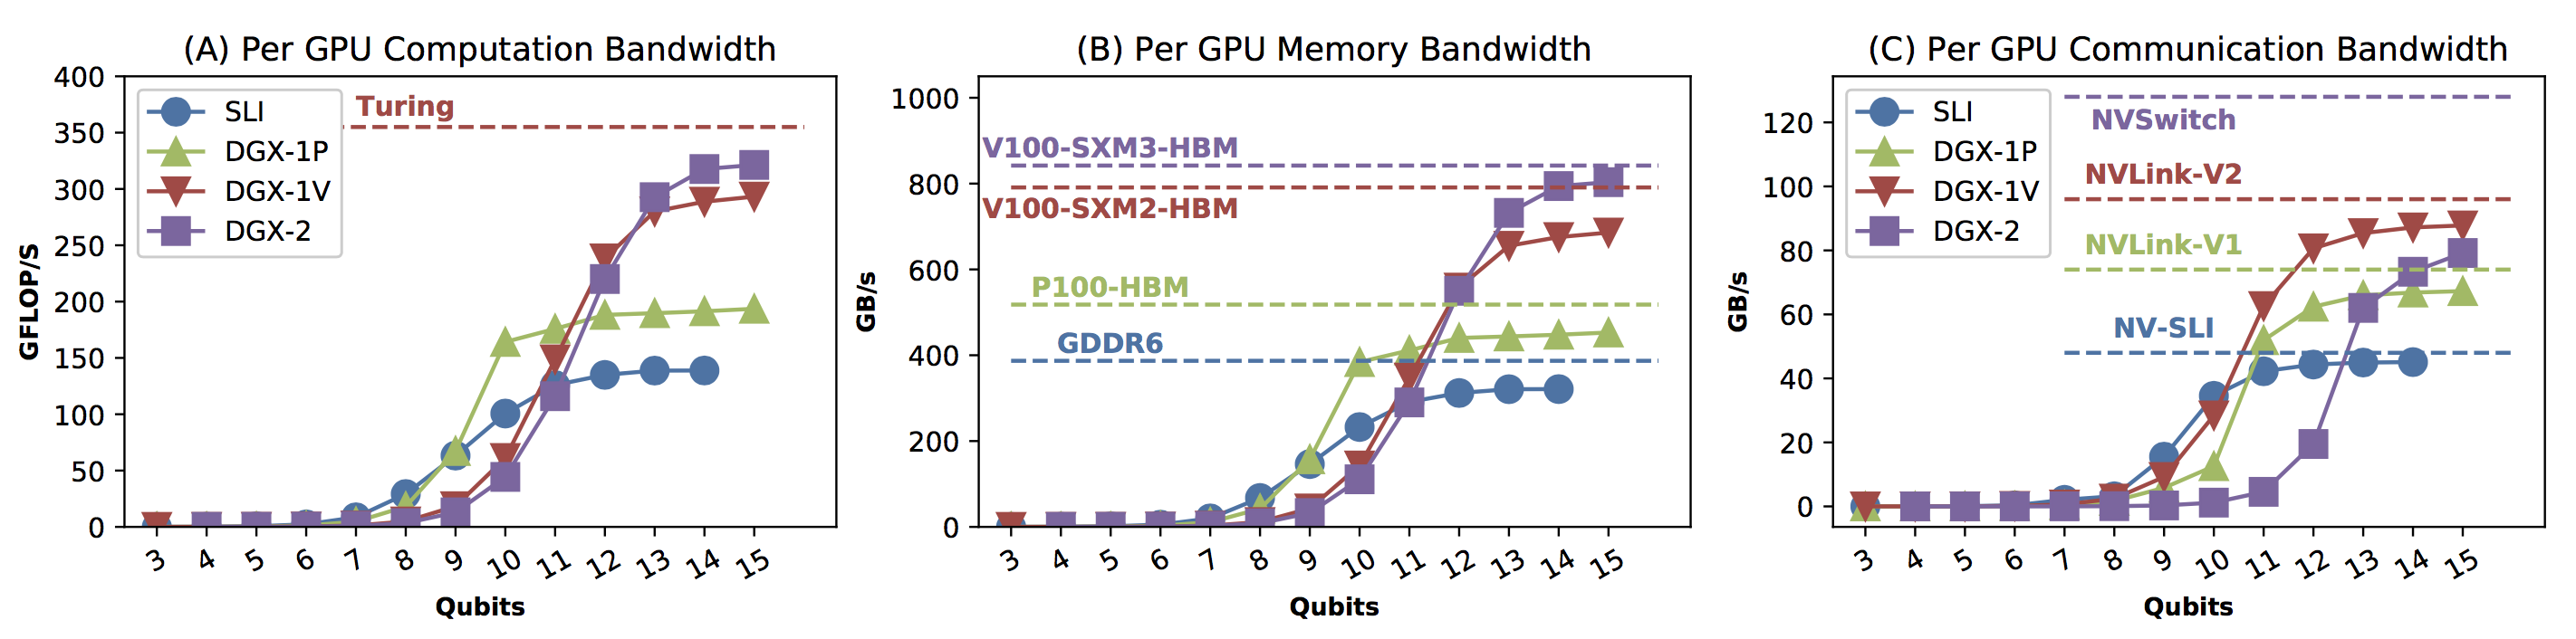 (A) Per GPU Computation Bandwidth
400
350
300
250
200
150
100
50
0
GFLOP/S
SLI
DGX-1P
DGX-1V
DGX-2
Turing
3 4 5 6 7 8 9 10 11 12 13 14 15
Qubits
(B) Per GPU Memory Bandwidth
1000
800
600
400
200
0
GB/s
V100-SXM3-HBM
V100-SXM2-HBM
P100-HBM
GDDR6
3 4 5 6 7 8 9 10 11 12 13 14 15
Qubits
(C) Per GPU Communication Bandwidth
120
100
80
60
40
20
0
GB/s
SLI
DGX-1P
DGX-1V
DGX-2
NVSwitch
NVLink-V2
NVLink-V1
NV-SLI
3 4 5 6 7 8 9 10 11 12 13 14 15
Qubits